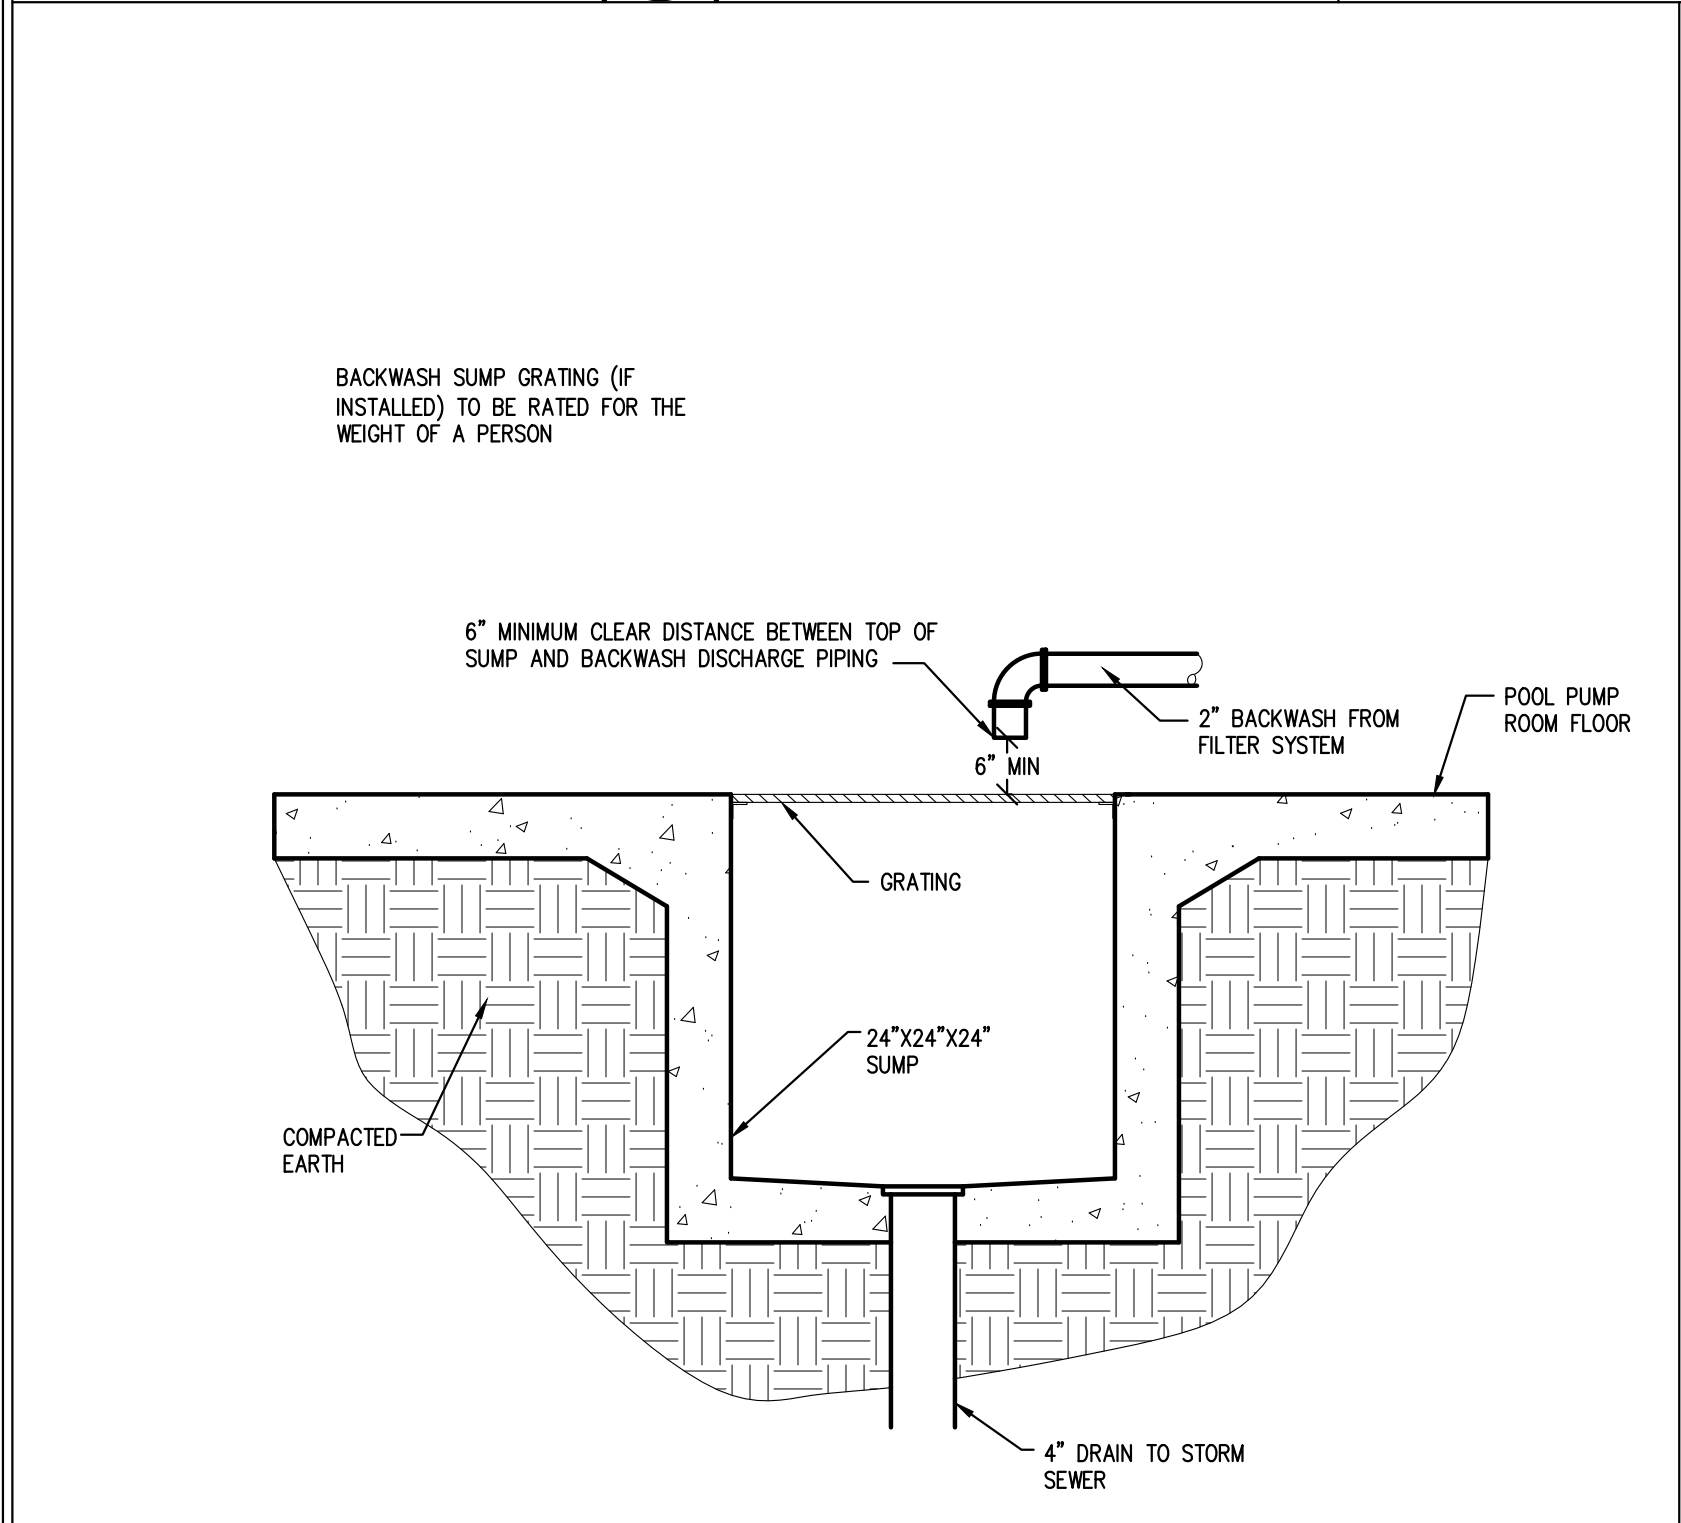 BACKWASH SUMP GRATING (IF
INSTALLED) TO BE RATED FOR THE
WEIGHT OF A PERSON
6” MINIMUM CLEAR DISTANCE BETWEEN TOP OF
SUMP AND BACKWASH DISCHARGE PIPING
POOL PUMP
ROOM FLOOR
2” BACKWASH FROM
FILTER SYSTEM
6” MIN
GRATING
24”X24”X24”
SUMP
COMPACTED
EARTH
4” DRAIN TO STORM
SEWER